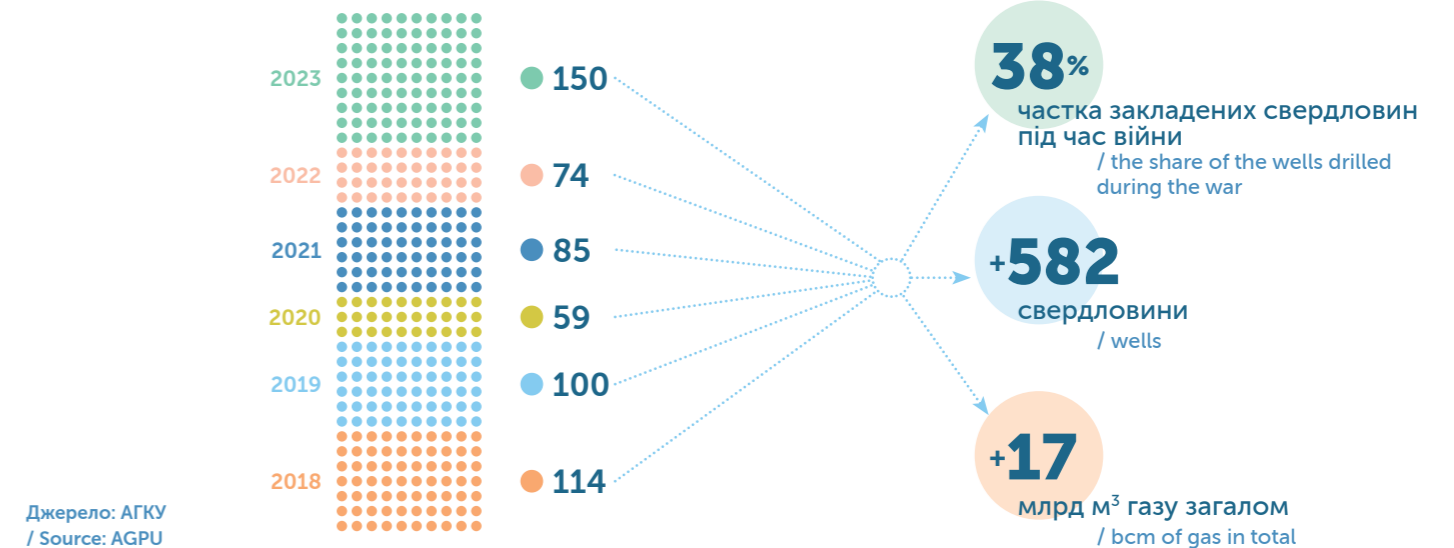 2023
150
2022
74
2021
85
2020
59
2019
100
2018
114
38%
частка закладених свердловин
під час війни
/ the share of the wells drilled
during the war
+582
свердловини
/ wells
+17
млрд м³ газу загалом
/ bcm of gas in total
Джерело: АГКУ
/ Source: AGPU